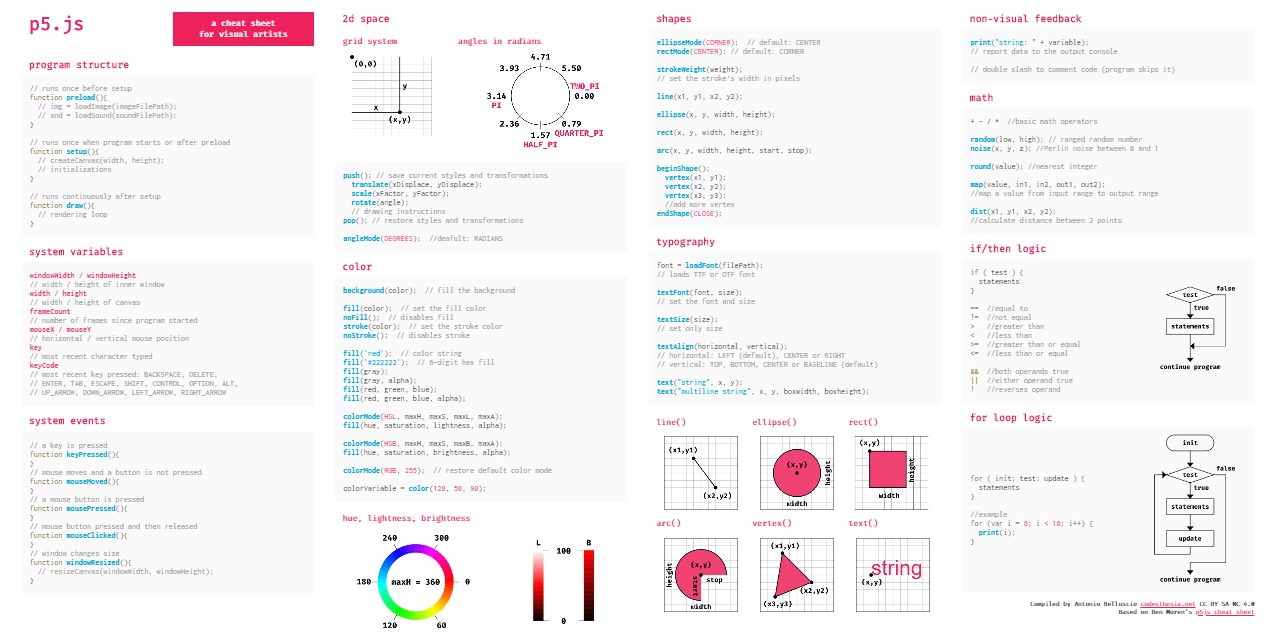 p5.js
a cheat sheet
for visual artists
program structure
// runs once before setup
function preload(){
// img = loadImage(imageFilePath);
// snd = loadSound(soundFilePath);
}
// runs once when program starts or after preload
function setup(){
// createCanvas(width, height);
// initializations
}
// runs continuously after setup
function draw(){
// rendering loop
}
system variables
windowWidth / windowHeight
// width / height of inner window
width / height
// width / height of canvas
frameCount
// number of frames since program started
mouseX / mouseY
// horizontal / vertical mouse position
key
// most recent character typed
keyCode
// most recent key pressed: BACKSPACE, DELETE,
// ENTER, TAB, ESCAPE, SHIFT, CONTROL, OPTION, ALT,
// UP_ARROW, DOWN_ARROW, LEFT_ARROW, RIGHT_ARROW
system events
// a key is pressed
function keyPressed(){
}
// mouse moves and a button is not pressed
function mouseMoved(){
}
// a mouse button is pressed
function mousePressed(){
}
// mouse button pressed and then released
function mouseClicked(){
}
// window changes size
function windowResized(){
// resizeCanvas(windowWidth, windowHeight);
}
2d space
grid system
(0,0)
y
x
(x,y)
angles in radians
4.71
3.93
5.50
TWO_PI
3.14
0.00
PI
2.36
0.79
1.57
QUARTER_PI
HALF_PI
push(); // save current styles and transformations
translate(xDisplace, yDisplace);
scale(xFactor, yFactor);
rotate(angle);
// drawing instructions
pop(); // restore styles and transformations
angleMode(DEGREES); //deafult: RADIANS
color
background(color); // fill the background
fill(color); // set the fill color
noFill(); // disables fill
stroke(color); // set the stroke color
noStroke(); // disables stroke
fill('red'); // color string
fill('#222222'); // 6-digit hex fill
fill(gray);
fill(gray, alpha);
fill(red, green, blue);
fill(red, green, blue, alpha);
colorMode(HSL, maxH, maxS, maxL, maxA);
fill(hue, saturation, lightness, alpha);
colorMode(HSB, maxH, maxS, maxB, maxA);
fill(hue, saturation, brightness, alpha);
colorMode(RGB, 255); // restore default color mode
colorVariable = color(120, 50, 90);
hue, lightness, brightness
240
300
180
maxH = 360
0
120
60
L
100
B
0
shapes
ellipseMode(CORNER); // default: CENTER
rectMode(CENTER); // default: CORNER
strokeWeight(weight);
// set the stroke's width in pixels
line(x1, y1, x2, y2);
ellipse(x, y, width, height);
rect(x, y, width, height);
arc(x, y, width, height, start, stop);
beginShape();
vertex(x1, y1);
vertex(x2, y2);
vertex(x3, y3);
//add more vertex
endShape(CLOSE);
typography
font = loadFont(filePath);
// loads TTF or OTF font
textFont(font, size);
// set the font and size
textSize(size);
// set only size
textAlign(horizontal, vertical);
// horizontal: LEFT (default), CENTER or RIGHT
// vertical: TOP, BOTTOM, CENTER or BASELINE (default)
text("string", x, y);
text("multiline string", x, y, boxwidth, boxheight);
line()
(x1,y1)
(x2,y2)
ellipse()
(x,y)
height
width
rect()
(x,y)
height
width
arc()
(x,y)
height
start
stop
width
vertex()
(x1,y1)
(x2,y2)
(x3,y3)
text()
string
(x,y)
non-visual feedback
print("string: " + variable);
// report data to the output console
// double slash to comment code (program skips it)
math
+ - / * //basic math operators
random(low, high); // ranged random number
noise(x, y, z); //Perlin noise between 0 and 1
round(value); //nearest integer
map(value, in1, in2, out1, out2);
//map a value from input range to output range
dist(x1, y1, x2, y2);
//calculate distance between 2 points
if/then logic
if ( test ) {
statements
}
== //equal to
!= //not equal
> //greater than
< //less than
>= //greater than or equal
<= //less than or equal
&& //both operands true
|| //either operand true
! //reverses operand
false
test
true
statements
continue program
for loop logic
for ( init; test; update ) {
statements
}
//example
for (var i = 0; i < 10; i++) {
print(i);
}
init
false
test
true
statements
update
continue program
Compiled by Antonio Belluscio codesthesia.net CC BY SA NC 4.0
Based on Ben Moren's p5js cheat sheet